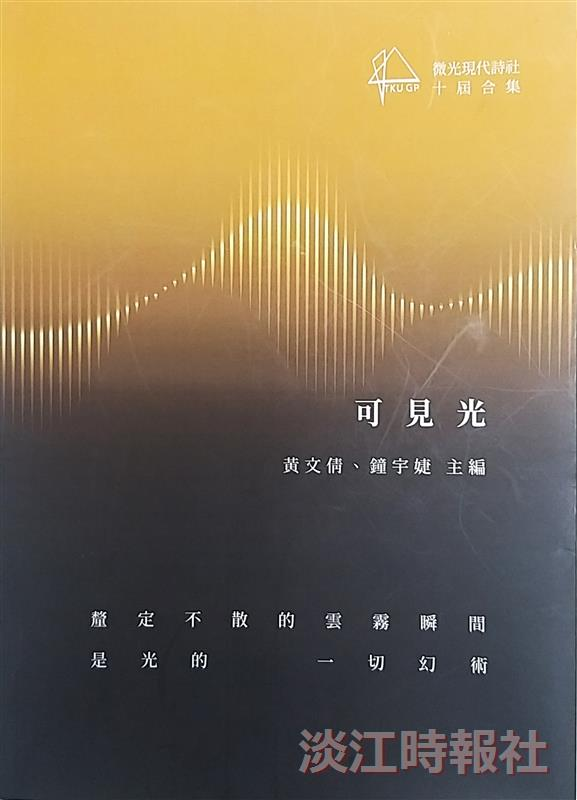 微光現代詩社
TKU GP
十屆合集
可見光
黃文倩、鐘宇婕 主編
釐定不散的雲霧瞬間
是光的 一切幻術
淡江時報社